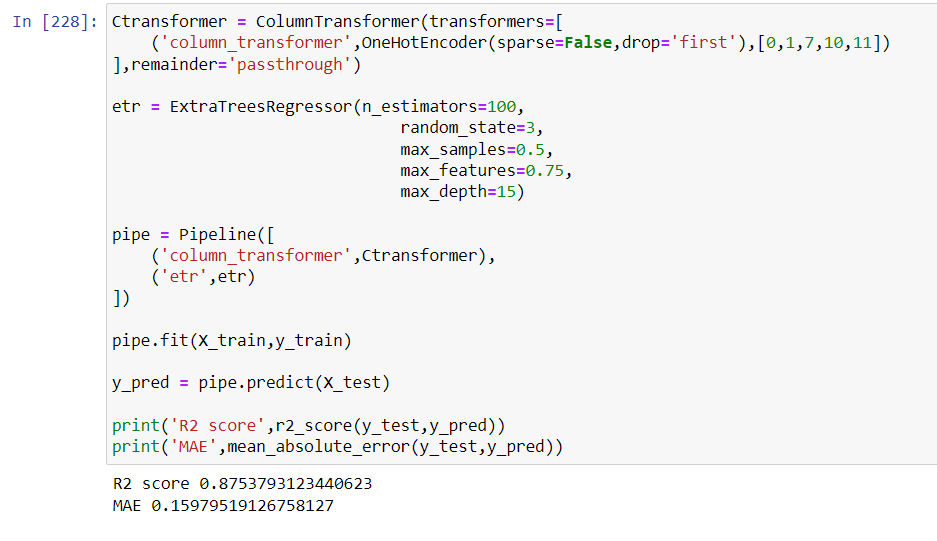 In [228]: Ctransformer = ColumnTransformer(transformers=[
    ('column_transformer',OneHotEncoder(sparse=False,drop='first'),[0,1,7,10,11])
],remainder='passthrough')

etr = ExtraTreesRegressor(n_estimators=100,
                              random_state=3,
                              max_samples=0.5,
                              max_features=0.75,
                              max_depth=15)

pipe = Pipeline([
    ('column_transformer',Ctransformer),
    ('etr',etr)
])

pipe.fit(X_train,y_train)

y_pred = pipe.predict(X_test)

print('R2 score',r2_score(y_test,y_pred))
print('MAE',mean_absolute_error(y_test,y_pred))

R2 score 0.8753793123440623
MAE 0.15979519126758127